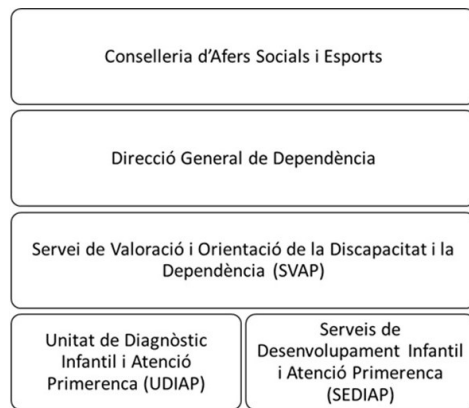 Conselleria d'Afers Socials i Esports
Direcció General de Dependència
Servei de Valoració i Orientació de la Discapacitat i la
Dependència (SVAP)
Unitat de Diagnòstic
Infantil i Atenció
Primerenca (UDIAP)
Serveis de
Desenvolupament Infantil
i Atenció Primerenca
(SEDIAP)